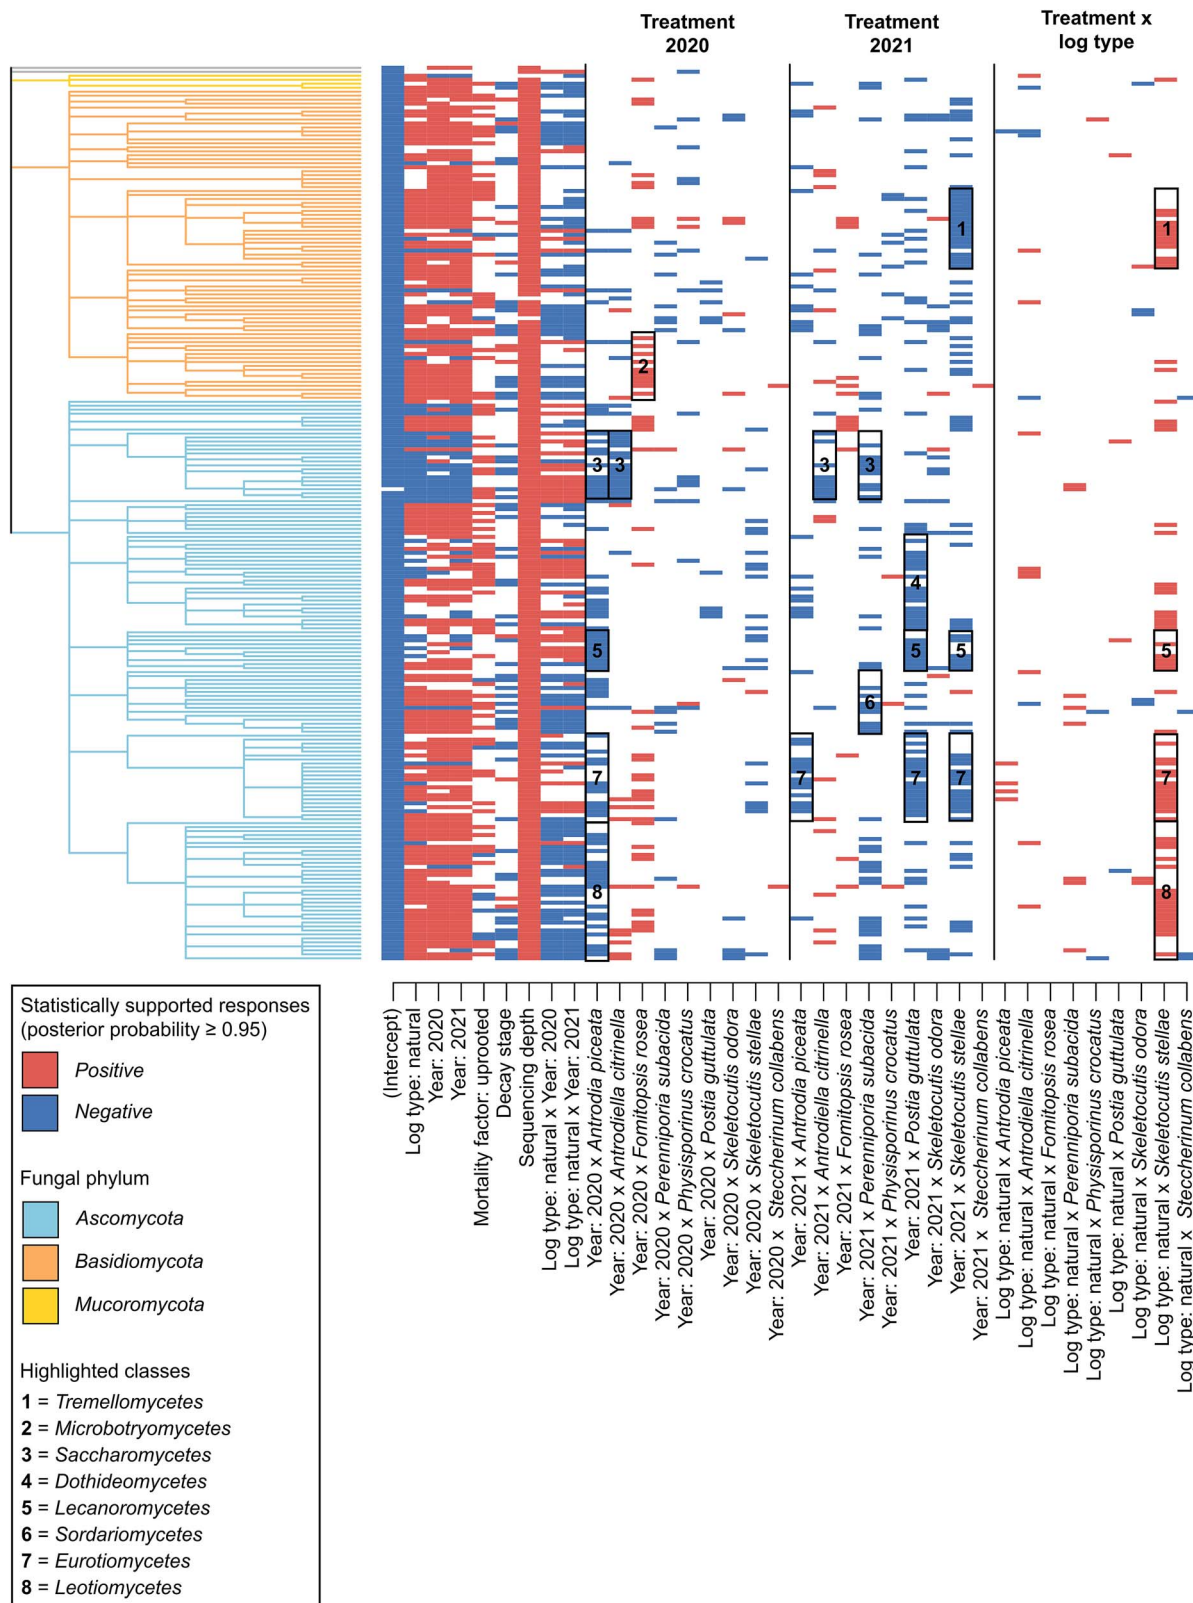 Treatment
2020
Treatment
2021
Treatment x
log type
1
1
2
3
3
3
3
4
5
5
5
5
6
7
7
7
7
7
8
8
(Intercept)
Log type: natural
Year: 2020
Year: 2021
Mortality factor: uprooted
Decay stage
Sequencing depth
Log type: natural x Year: 2020
Log type: natural x Year: 2021
Year: 2020 x Antrodia piceata
Year: 2020 x Antrodiella citrinella
Year: 2020 x Fomitopsis rosea
Year: 2020 x Perenniporia subacida
Year: 2020 x Physisporinus crocatus
Year: 2020 x Postia guttulata
Year: 2020 x Skeletocutis odora
Year: 2020 x Skeletocutis stellae
Year: 2020 x Steccherinum collabens
Year: 2021 x Antrodia piceata
Year: 2021 x Antrodiella citrinella
Year: 2021 x Fomitopsis rosea
Year: 2021 x Perenniporia subacida
Year: 2021 x Physisporinus crocatus
Year: 2021 x Postia guttulata
Year: 2021 x Skeletocutis odora
Year: 2021 x Skeletocutis stellae
Year: 2021 x Steccherinum collabens
Log type: natural x Antrodia piceata
Log type: natural x Antrodiella citrinella
Log type: natural x Fomitopsis rosea
Log type: natural x Perenniporia subacida
Log type: natural x Physisporinus crocatus
Log type: natural x Postia guttulata
Log type: natural x Skeletocutis odora
Log type: natural x Skeletocutis stellae
Log type: natural x Steccherinum collabens
Statistically supported responses
(posterior probability ≥ 0.95)
Positive
Negative
Fungal phylum
Ascomycota
Basidiomycota
Mucoromycota
Highlighted classes
1 = Tremellomycetes
2 = Microbotryomycetes
3 = Saccharomycetes
4 = Dothideomycetes
5 = Lecanoromycetes
6 = Sordariomycetes
7 = Eurotiomycetes
8 = Leotiomycetes